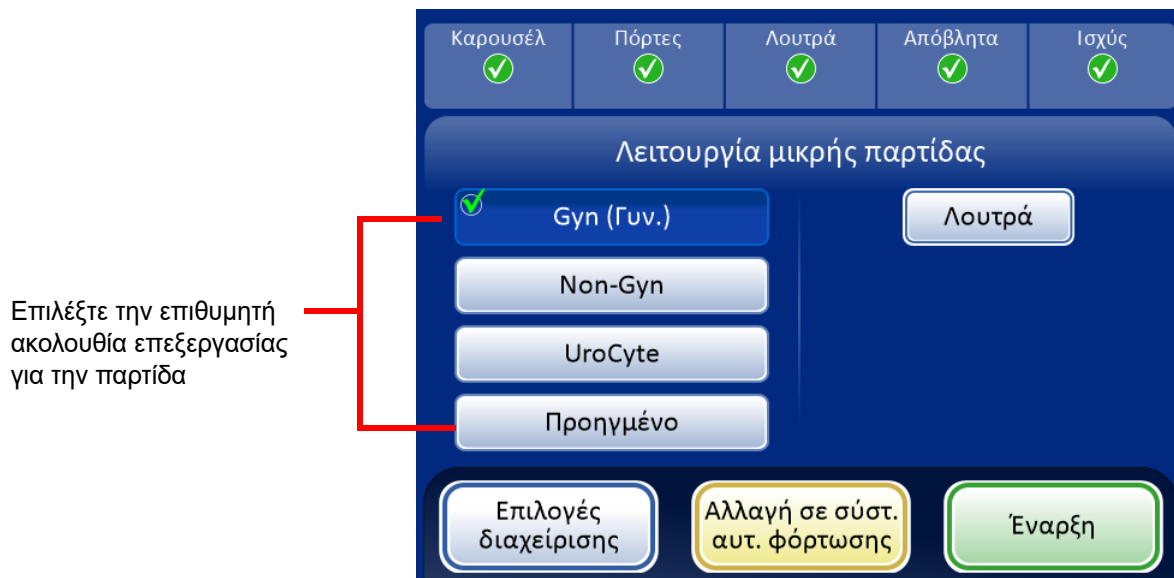 Καρουσέλ
Πόρτες
Λουτρά
Απόβλητα
Ισχύς
Λειτουργία μικρής παρτίδας
Gyn (Γυν.)
Λουτρά
Non-Gyn
UroCyte
Προηγμένο
Επιλέξτε την επιθυμητή
ακολουθία επεξεργασίας
για την παρτίδα
Επιλογές
διαχείρισης
Αλλαγή σε σύστ.
αυτ. φόρτωσης
Έναρξη